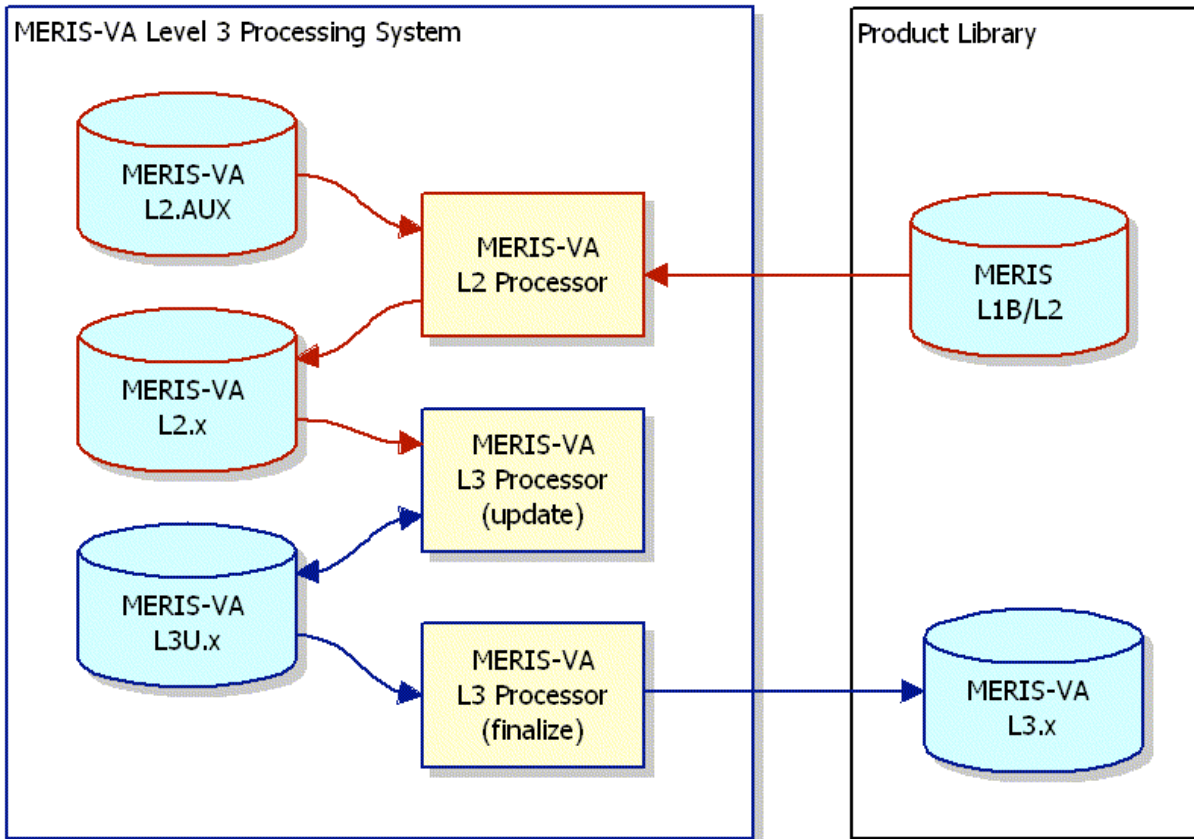 MERIS-VA Level 3 Processing System
Product Library
MERIS-VA
L2.AUX
MERIS-VA
L2 Processor
MERIS
L1B/L2
MERIS-VA
L2.x
MERIS-VA
L3 Processor
(update)
MERIS-VA
L3U.x
MERIS-VA
L3 Processor
(finalize)
MERIS-VA
L3.x